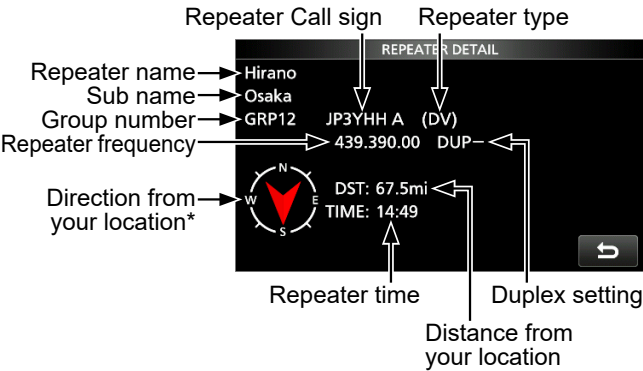 Repeater Call sign Repeater type
REPEATER DETAIL
Repeater name Hirano
Sub name Osaka
Group number GRP12 JP3YHH A (DV)
Repeater frequency 439.390.00 DUP−
N
Direction from W E DST: 67.5mi
your location* TIME: 14:49
S
Repeater time Duplex setting
Distance from
your location